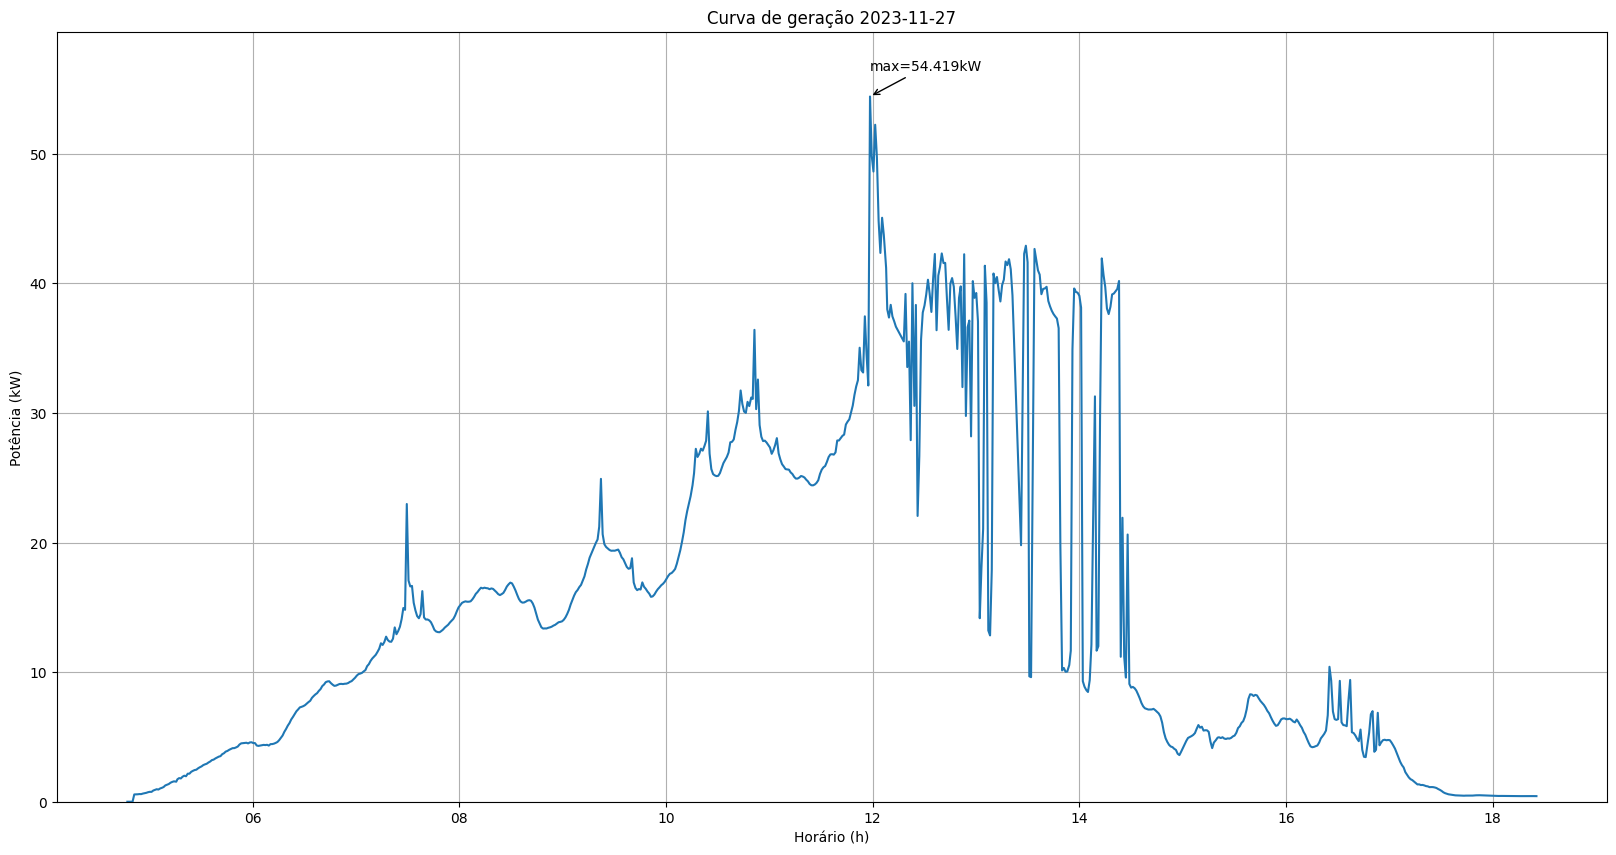 Curva de geração 2023-11-27
max=54.419kW
Potência (kW)
50
40
30
20
10
0
06 08 10 12 14 16 18
Horário (h)